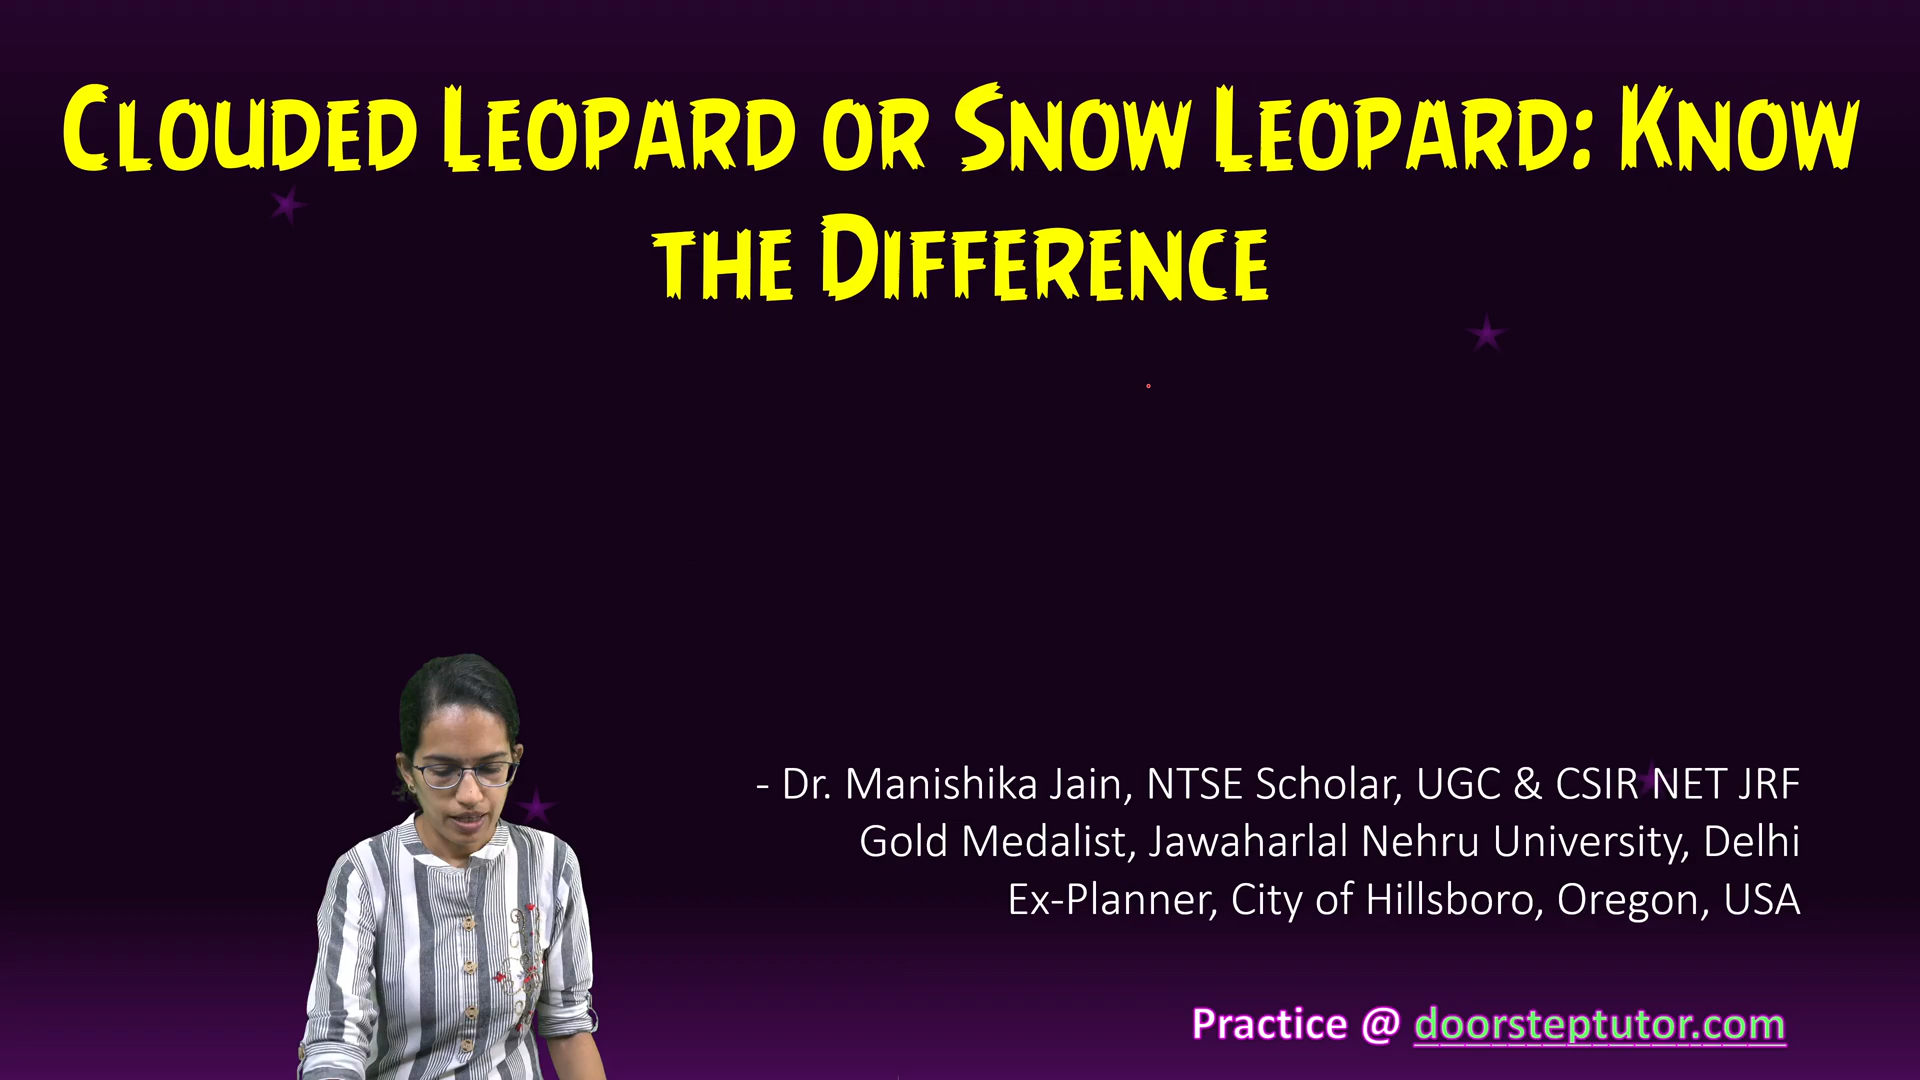 Clouded Leopard or Snow Leopard: Know
the Difference
- Dr. Manishika Jain, NTSE Scholar, UGC & CSIR NET JRF
Gold Medalist, Jawaharlal Nehru University, Delhi
Ex-Planner, City of Hillsboro, Oregon, USA
Practice @ doorsteptutor.com